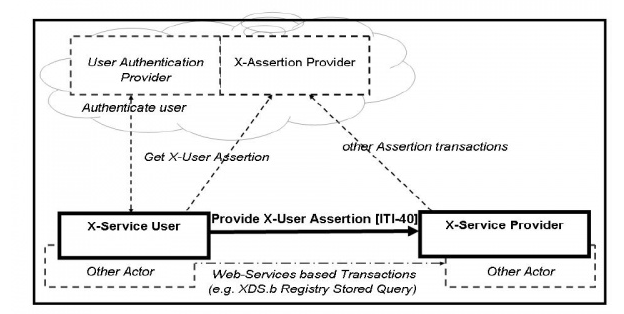 User Authentication
Provider
X-Assertion Provider
Authenticate user
Get X-User Assertion
other Assertion transactions
X-Service User
Provide X-User Assertion [ITI-40]
X-Service Provider
Other Actor
Web-Services based Transactions
(e.g. XDS.b Registry Stored Query)
Other Actor